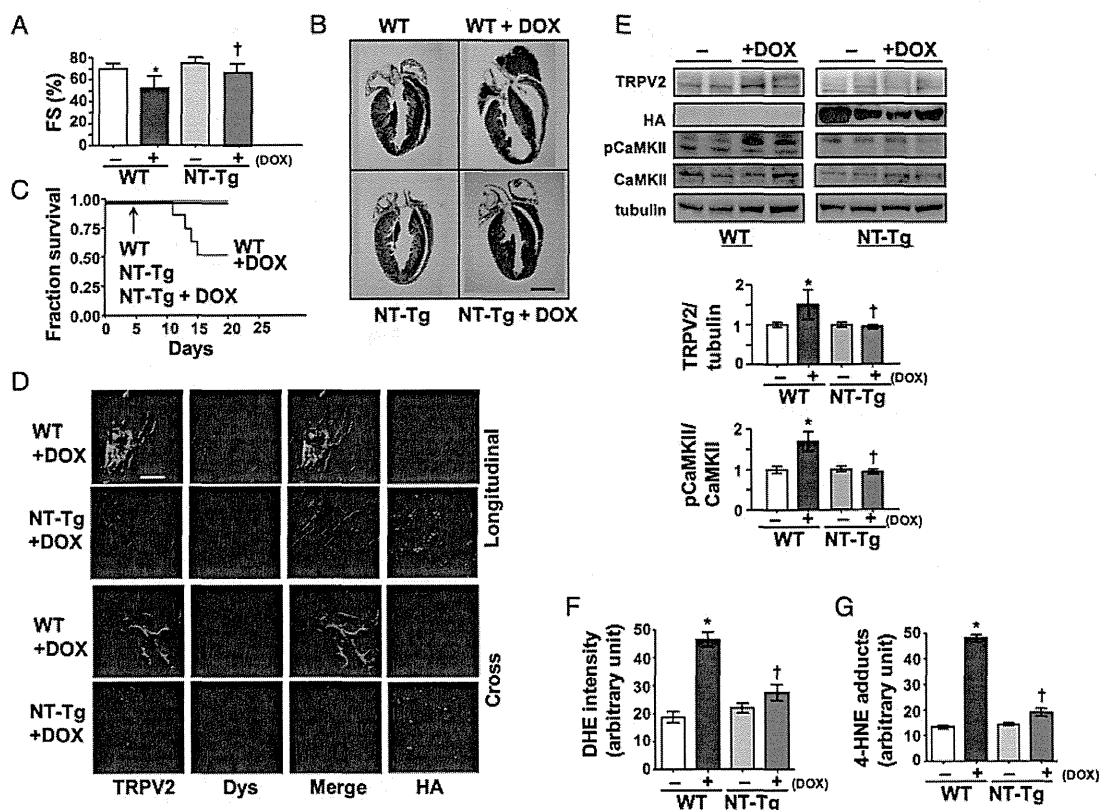 A
FS (%)
80
60
40
20
0
*
†
– + – + (DOX)
WT NT-Tg
B
WT WT + DOX
NT-Tg NT-Tg + DOX
C
Fraction survival
1.00
0.75
0.50
0.25
0.00
WT
NT-Tg
NT-Tg + DOX
WT
+DOX
0 5 10 15 20 25
Days
D
WT
+DOX
NT-Tg
+DOX
Longitudinal
WT
+DOX
NT-Tg
+DOX
Cross
TRPV2 Dys Merge HA
E
– +DOX – +DOX
TRPV2
HA
pCaMKII
CaMKII
tubulin
WT NT-Tg
TRPV2/
tubulin
2
1
0
*
†
– + – + (DOX)
WT NT-Tg
pCaMKII/
CaMKII
2
1
0
*
†
– + – + (DOX)
WT NT-Tg
F
DHE intensity
(arbitrary unit)
50
40
30
20
10
0
*
†
– + – + (DOX)
WT NT-Tg
G
4-HNE adducts
(arbitrary unit)
50
40
30
20
10
0
*
†
– + – + (DOX)
WT NT-Tg